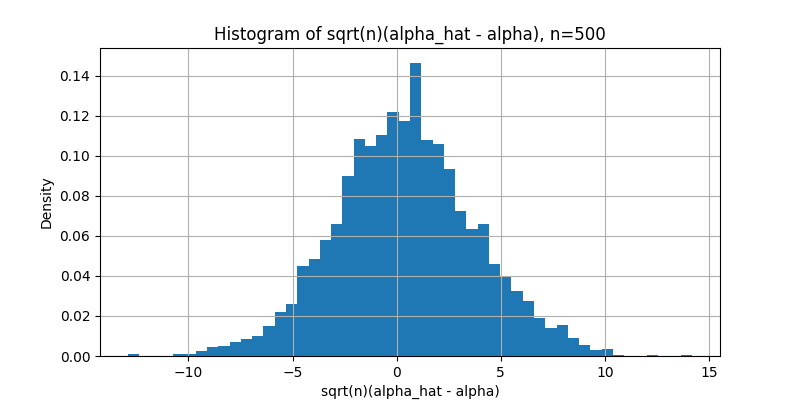 Histogram of sqrt(n)(alpha_hat - alpha), n=500
Density
0.14
0.12
0.10
0.08
0.06
0.04
0.02
0.00
−10 −5 0 5 10 15
sqrt(n)(alpha_hat - alpha)